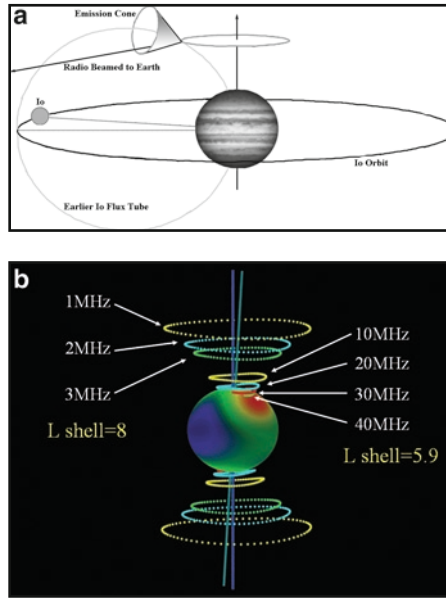 a
Emission Cone
Radio Beamed to Earth
Io
Io Orbit
Earlier Io Flux Tube
b
1MHz
2MHz
3MHz
10MHz
20MHz
30MHz
40MHz
L shell=8
L shell=5.9